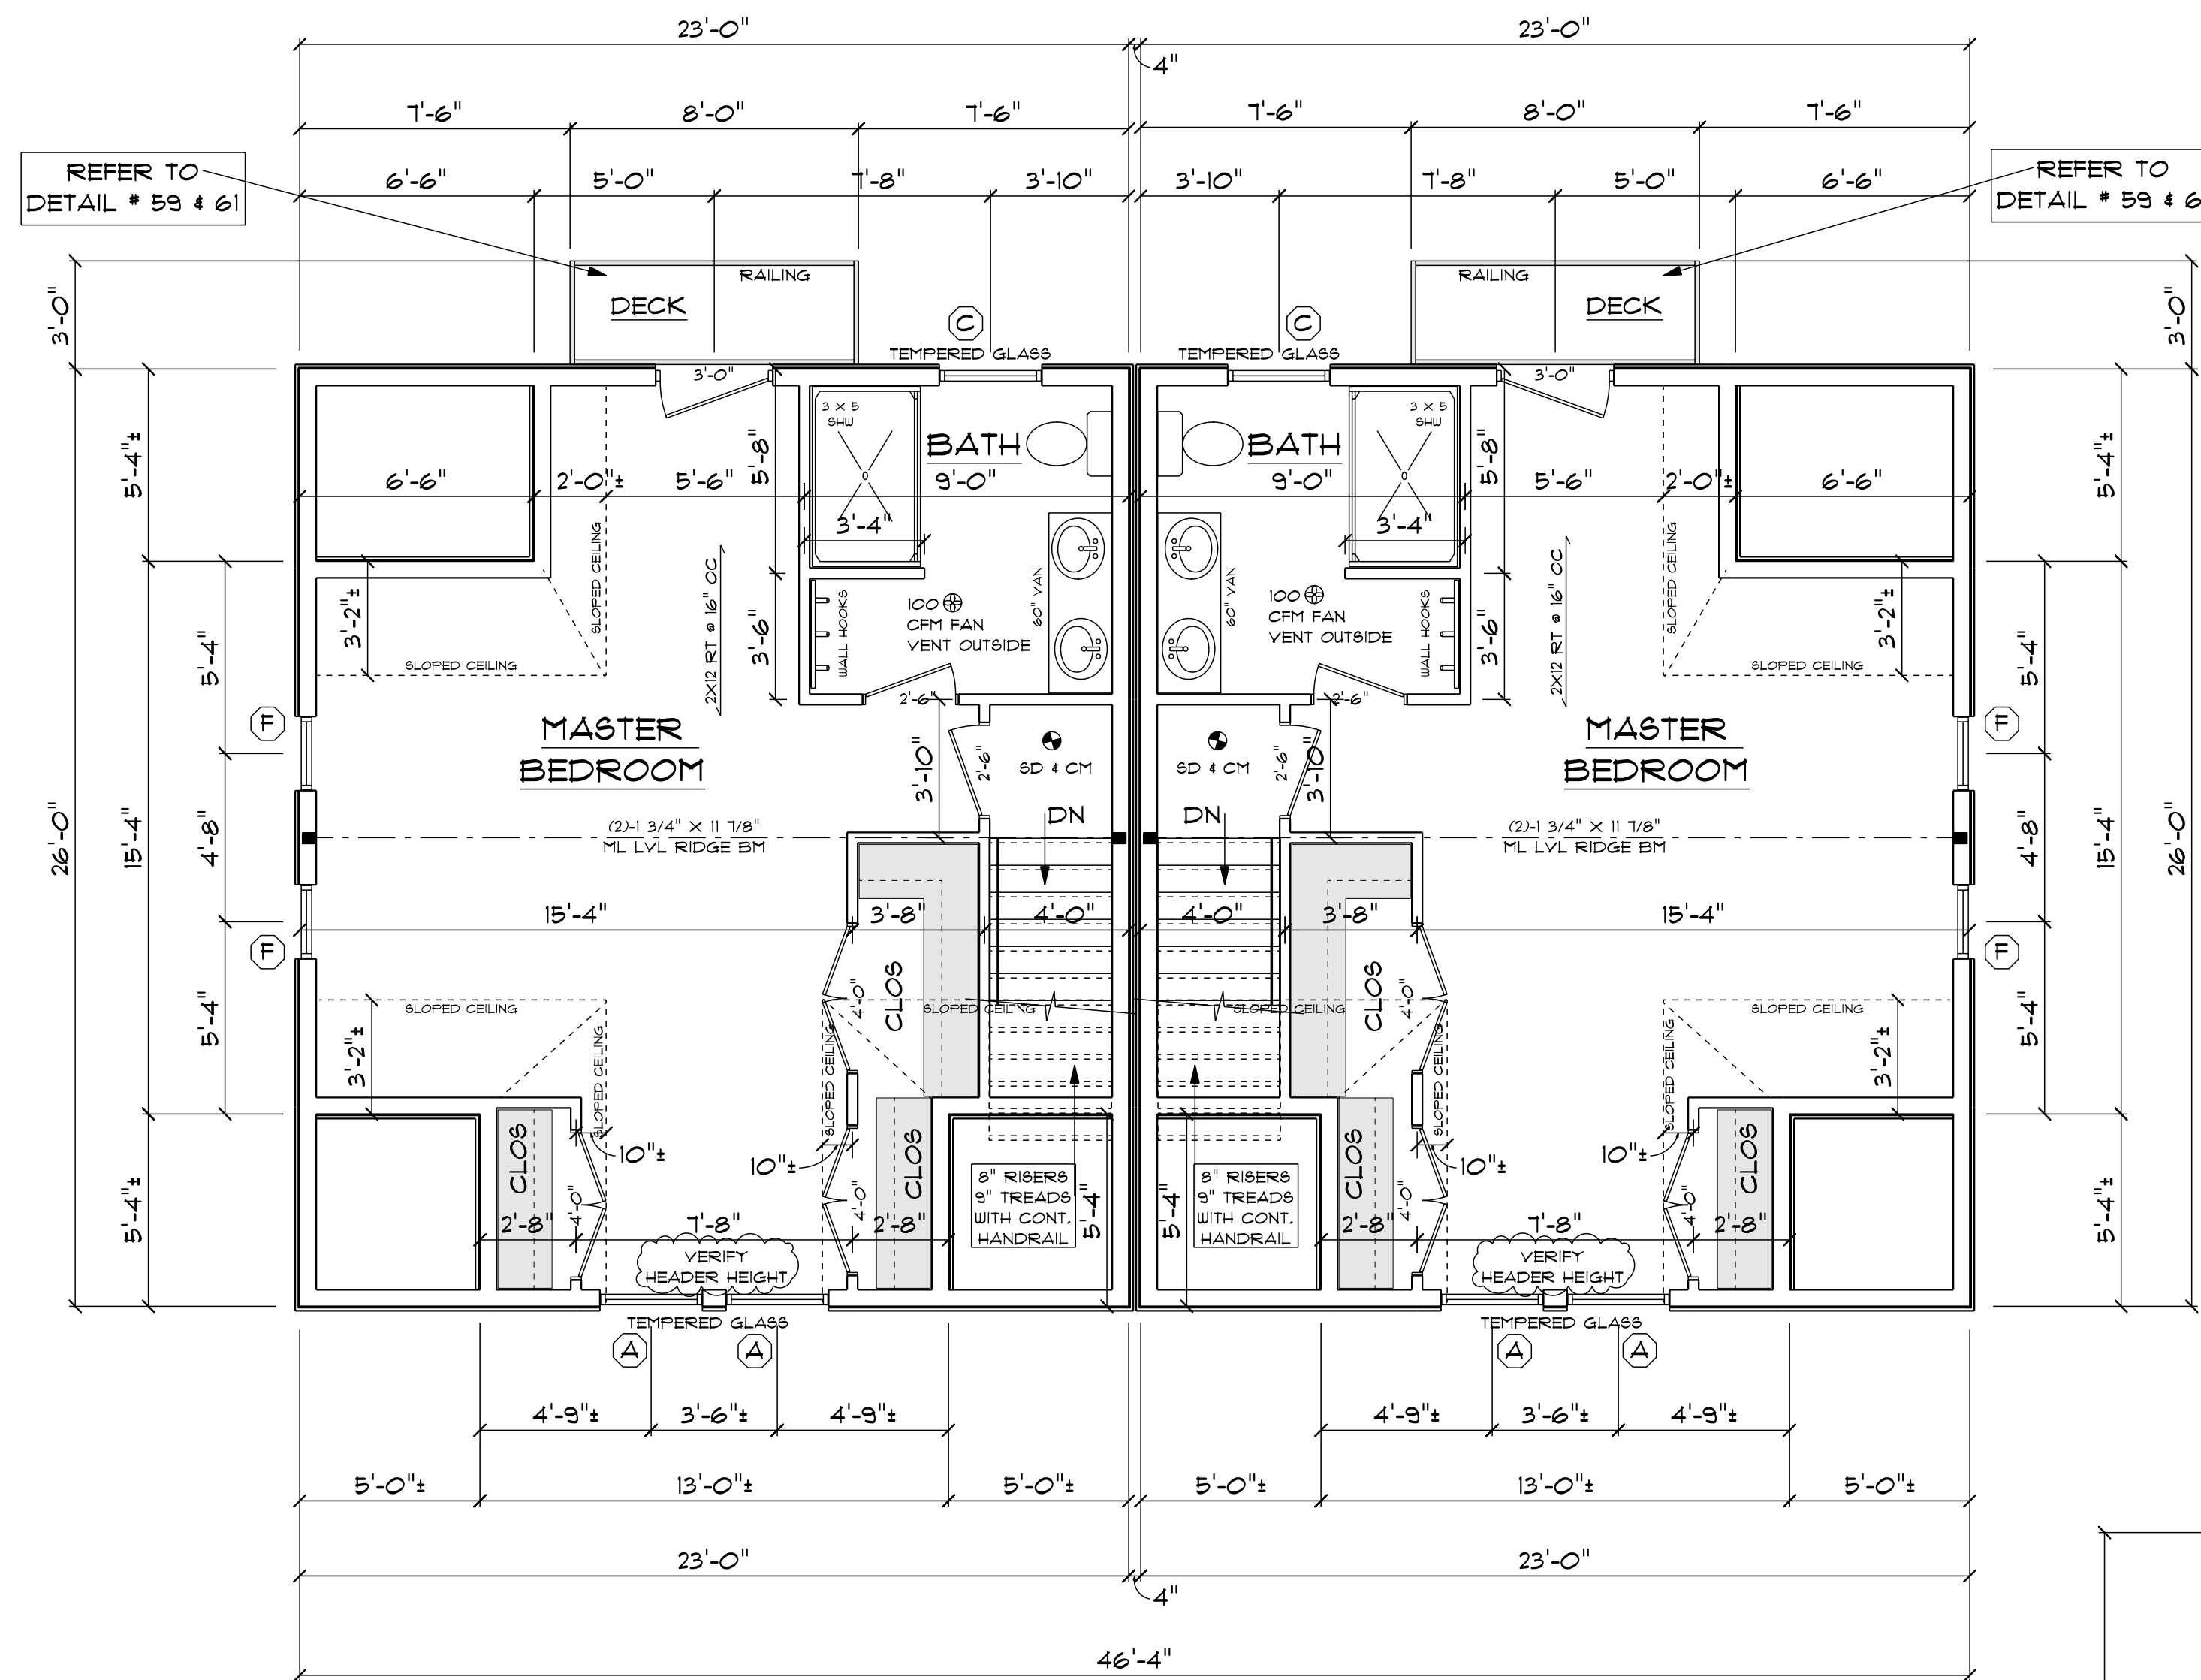 23'-0" 23'-0"
4"
7'-6" 8'-0" 7'-6" 7'-6" 8'-0" 7'-6"
REFER TO
DETAIL # 59 & 61
6'-6" 5'-0" 7'-8" 3'-10" 3'-10" 7'-8" 5'-0" 6'-6"
REFER TO
DETAIL # 59 & 6
3'-0" DECK RAILING RAILING DECK 3'-0"
C C
TEMPERED GLASS TEMPERED GLASS
3'-0" 3'-0"
3 X 5 3 X 5
SHW SHW
5'-4"± 5'-8" BATH BATH 5'-8" 5'-4"±
6'-6" 2'-0"± 5'-6" 9'-0" 9'-0" 5'-6" 2'-0"± 6'-6"
3'-4" 3'-4"
SLOPED CEILING 2X12 RT @ 16" OC 60" VAN 60" VAN 2X12 RT @ 16" OC SLOPED CEILING
3'-2"± 3'-6" WALL HOOKS WALL HOOKS 3'-6" 3'-2"±
100 100
CFM FAN CFM FAN
VENT OUTSIDE VENT OUTSIDE
5'-4" SLOPED CEILING SLOPED CEILING 5'-4"
2'-6" 2'-6"
F MASTER MASTER F
BEDROOM BEDROOM
3'-10" 2'-6" SD & CM SD & CM 2'-6" 3'-10"
DN DN
26'-0" 15'-4" 4'-8" 4'-8" 15'-4" 26'-0"
(2)-1 3/4" X 11 7/8" (2)-1 3/4" X 11 7/8"
ML LVL RIDGE BM ML LVL RIDGE BM
15'-4" 3'-8" 4'-0" 4'-0" 3'-8" 15'-4"
F F
4'-0" CLOS CLOS 4'-0"
5'-4" SLOPED CEILING SLOPED CEILING SLOPED CEILING SLOPED CEILING 5'-4"
3'-2"± SLOPED CEILING SLOPED CEILING SLOPED CEILING SLOPED CEILING 3'-2"±
5'-4"± CLOS 10"± 10"± CLOS CLOS 10"± 10"± CLOS 5'-4"±
8" RISERS
9" TREADS
WITH CONT.
HANDRAIL
5'-4"
5'-4"
8" RISERS
9" TREADS
WITH CONT.
HANDRAIL
2'-8" 4'-0" 7'-8" 4'-0" 2'-8" 2'-8" 4'-0" 7'-8" 4'-0" 2'-8"
VERIFY VERIFY
HEADER HEIGHT HEADER HEIGHT
TEMPERED GLASS TEMPERED GLASS
A A A A
4'-9"± 3'-6"± 4'-9"± 4'-9"± 3'-6"± 4'-9"±
5'-0"± 13'-0"± 5'-0"± 5'-0"± 13'-0"± 5'-0"±
23'-0" 23'-0"
4"
46'-4"